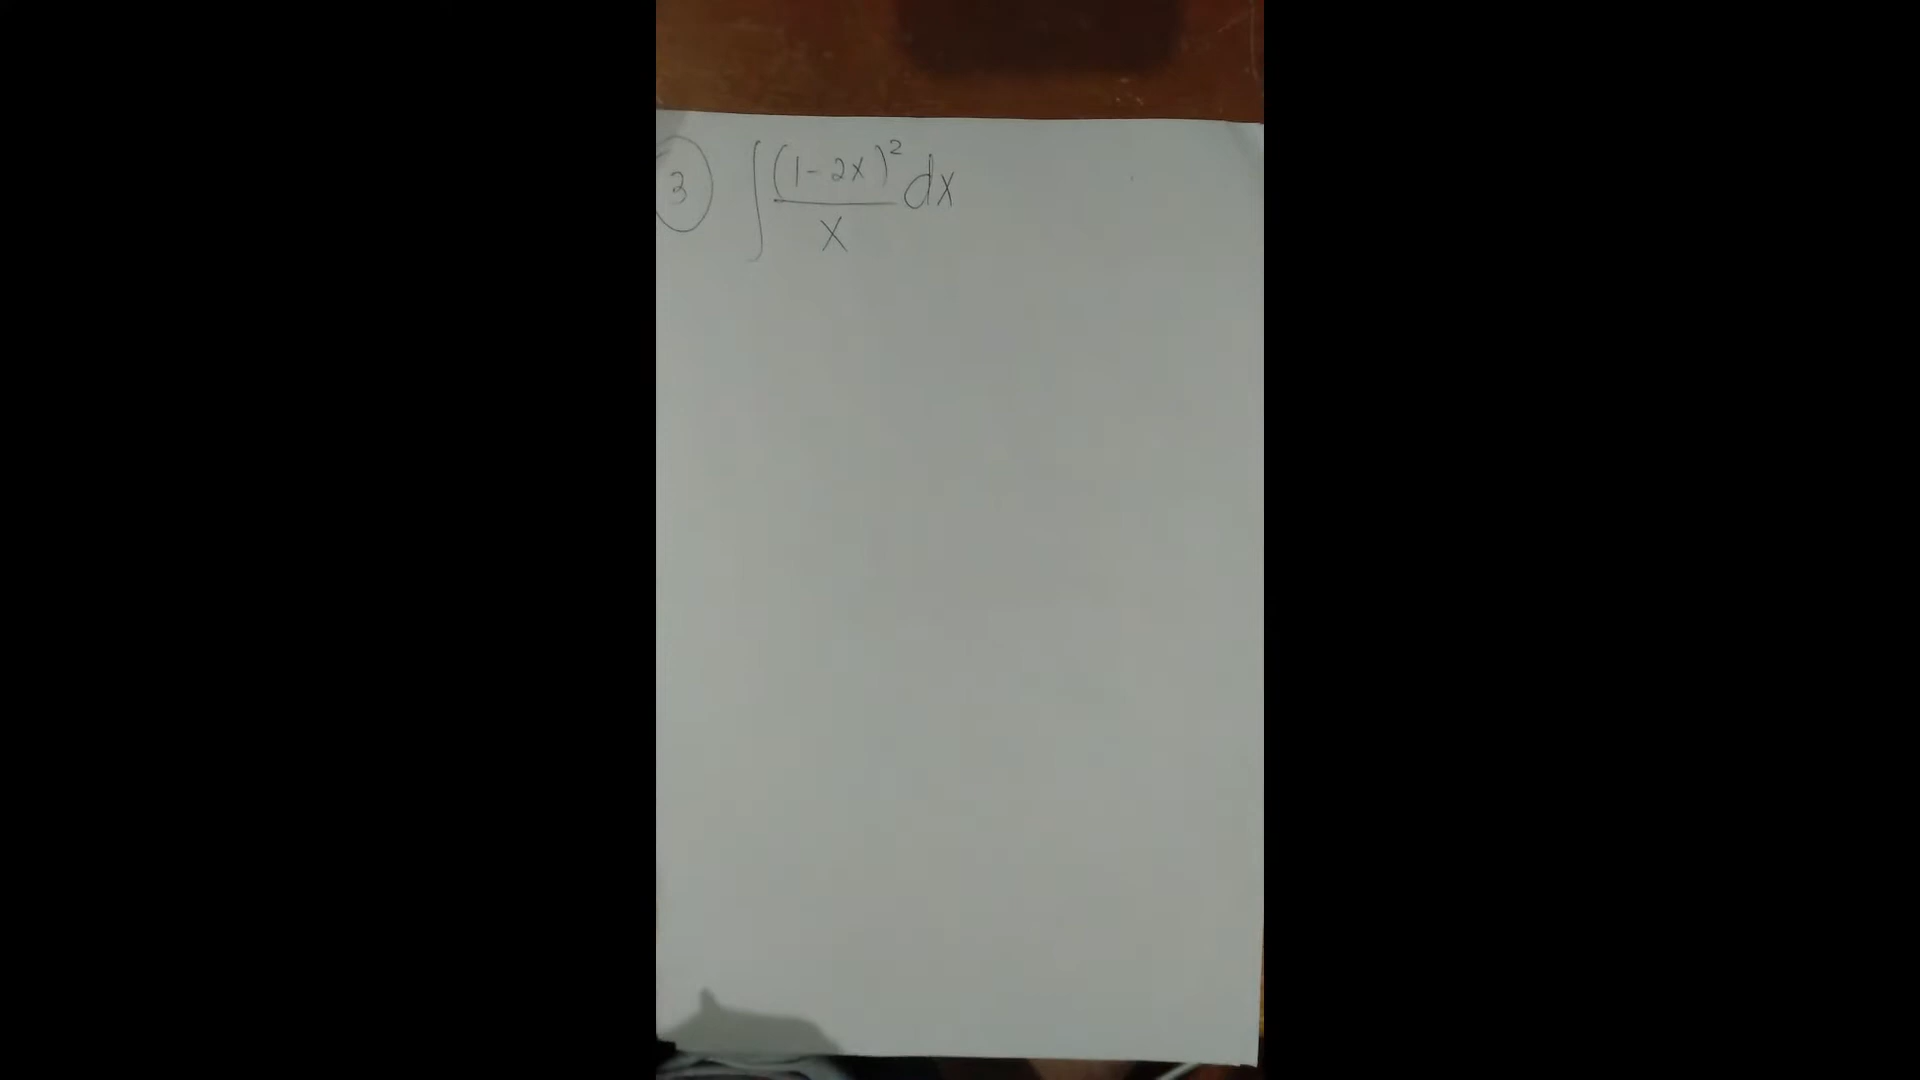 3 ∫ (1-2x)² / x dx